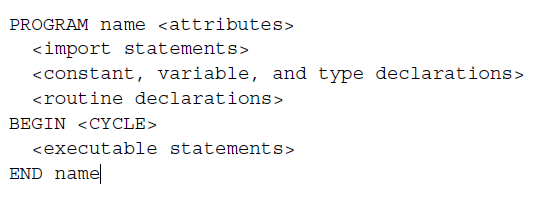 PROGRAM name <attributes>
<import statements>
<constant, variable, and type declarations>
<routine declarations>
BEGIN <CYCLE>
<executable statements>
END name